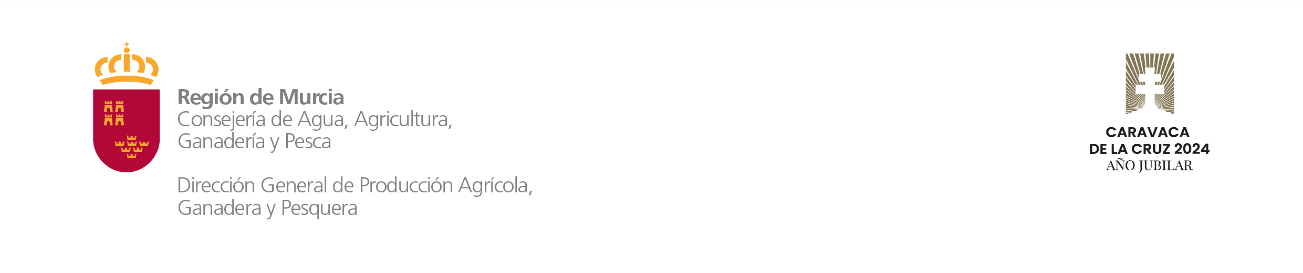 Región de Murcia
Consejería de Agua, Agricultura,
Ganadería y Pesca
Dirección General de Producción Agrícola,
Ganadera y Pesquera
CARAVACA
DE LA CRUZ 2024
AÑO JUBILAR